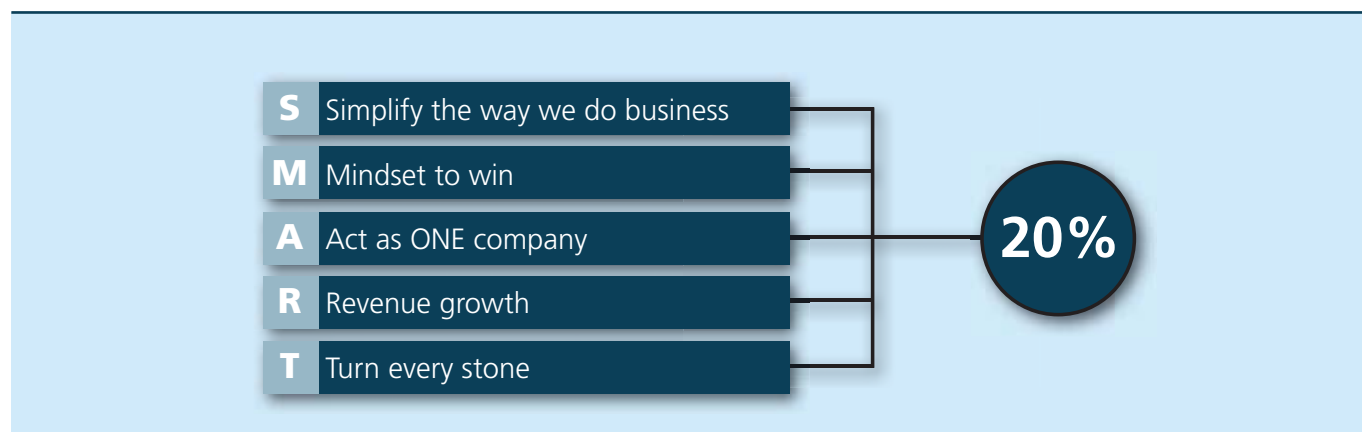 S Simplify the way we do business
M Mindset to win
A Act as ONE company
R Revenue growth
T Turn every stone
20%